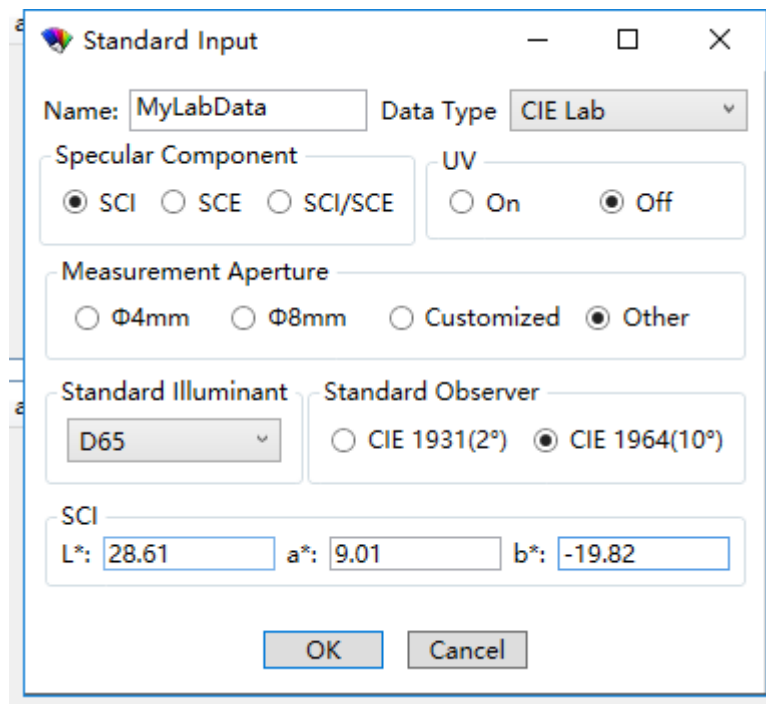 Standard Input
Name: MyLabData Data Type CIE Lab
Specular Component UV
SCI SCE SCI/SCE On Off
Measurement Aperture
Φ4mm Φ8mm Customized Other
Standard Illuminant Standard Observer
D65 CIE 1931(2°) CIE 1964(10°)
SCI
L*: 28.61 a*: 9.01 b*: -19.82
OK Cancel